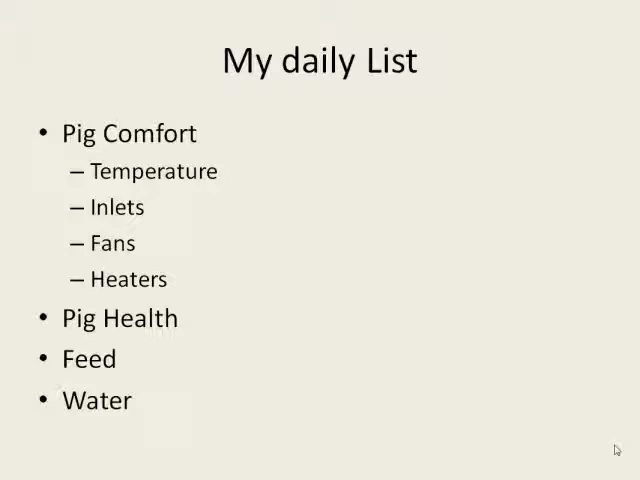 My daily List
• Pig Comfort
– Temperature
– Inlets
– Fans
– Heaters
• Pig Health
• Feed
• Water